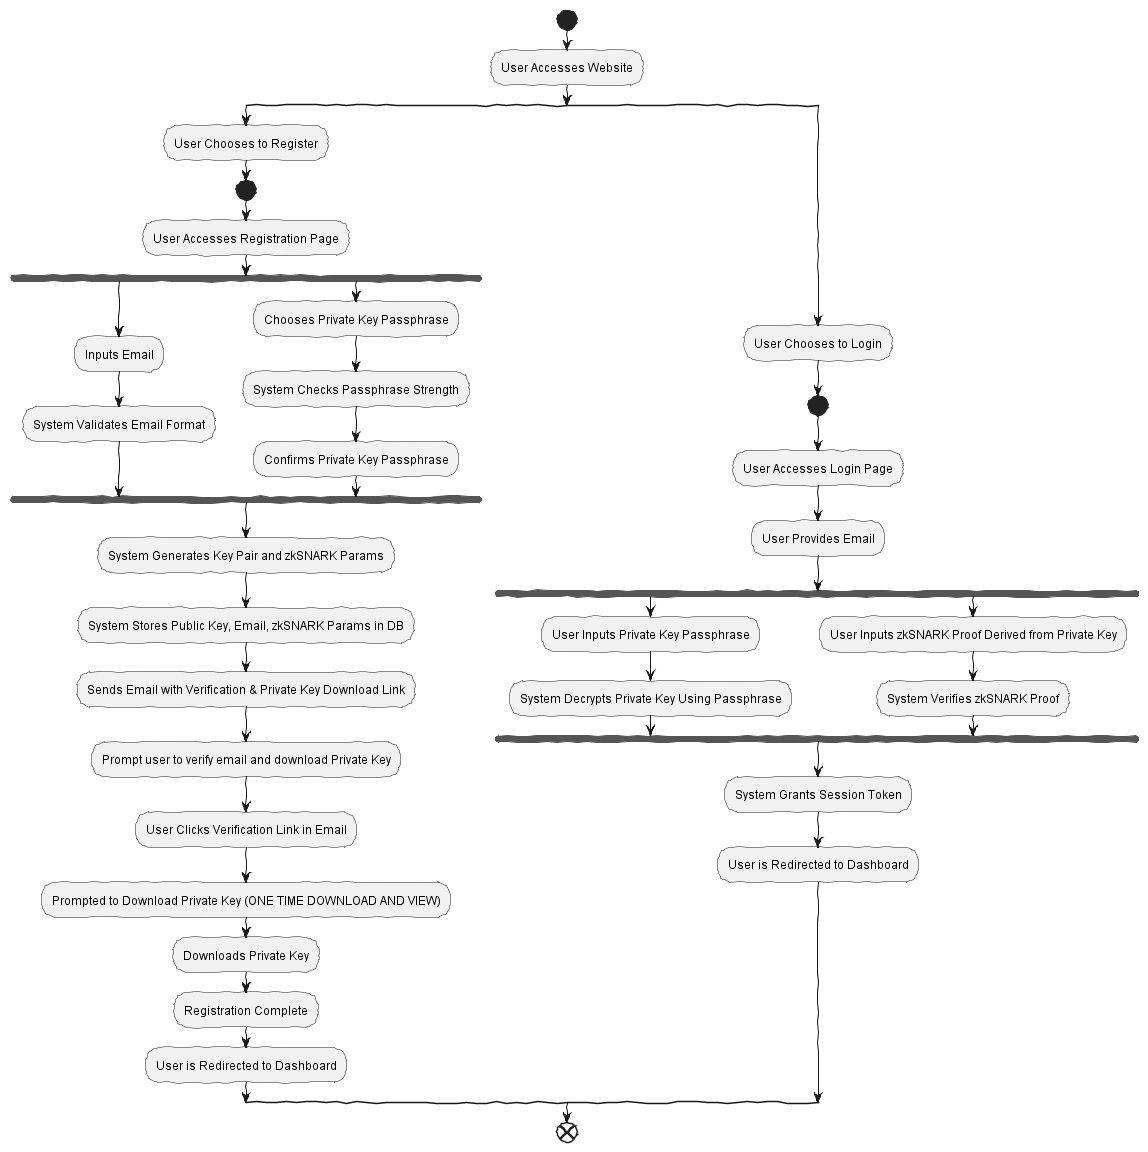 User Accesses Website
User Chooses to Register
User Accesses Registration Page
Inputs Email
System Validates Email Format
Chooses Private Key Passphrase
System Checks Passphrase Strength
Confirms Private Key Passphrase
System Generates Key Pair and zkSNARK Params
System Stores Public Key, Email, zkSNARK Params in DB
Sends Email with Verification & Private Key Download Link
Prompt user to verify email and download Private Key
User Clicks Verification Link in Email
Prompted to Download Private Key (ONE TIME DOWNLOAD AND VIEW)
Downloads Private Key
Registration Complete
User is Redirected to Dashboard
User Chooses to Login
User Accesses Login Page
User Provides Email
User Inputs Private Key Passphrase
System Decrypts Private Key Using Passphrase
User Inputs zkSNARK Proof Derived from Private Key
System Verifies zkSNARK Proof
System Grants Session Token
User is Redirected to Dashboard